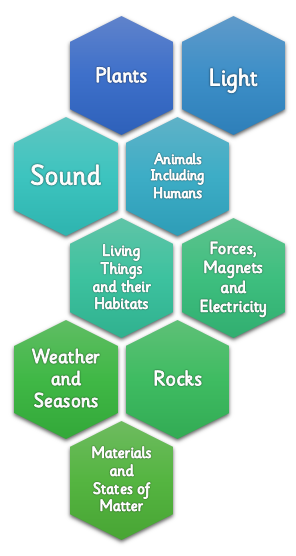 Plants
Light
Sound
Animals
Including
Humans
Living
Things
and their
Habitats
Forces,
Magnets
and
Electricity
Weather
and
Seasons
Rocks
Materials
and
States of
Matter